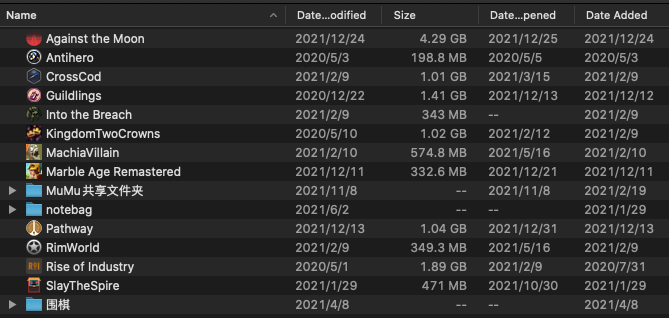 Name Date...odified Size Date...pened Date Added
Against the Moon 2021/12/24 4.29 GB 2021/12/25 2021/12/24
Antihero 2020/5/3 198.8 MB 2020/5/5 2020/5/3
CrossCod 2021/2/9 1.01 GB 2021/3/15 2021/2/9
Guildlings 2020/12/22 1.41 GB 2021/12/13 2021/12/12
Into the Breach 2021/2/9 343 MB -- 2021/2/9
KingdomTwoCrowns 2020/5/10 1.02 GB 2021/2/12 2021/2/9
MachiaVillain 2021/2/10 574.8 MB 2021/5/16 2021/2/10
Marble Age Remastered 2021/12/11 332.6 MB 2021/12/21 2021/12/11
MuMu共享文件夹 2021/11/8 -- 2021/11/8 2021/2/19
notebag 2021/6/2 -- -- 2021/1/29
Pathway 2021/12/13 1.04 GB 2021/12/31 2021/12/13
RimWorld 2021/2/9 349.3 MB 2021/5/16 2021/2/9
Rise of Industry 2020/5/1 1.89 GB 2021/2/9 2020/7/31
SlayTheSpire 2021/1/29 471 MB 2021/10/30 2021/1/29
围棋 2021/4/8 -- -- 2021/4/8